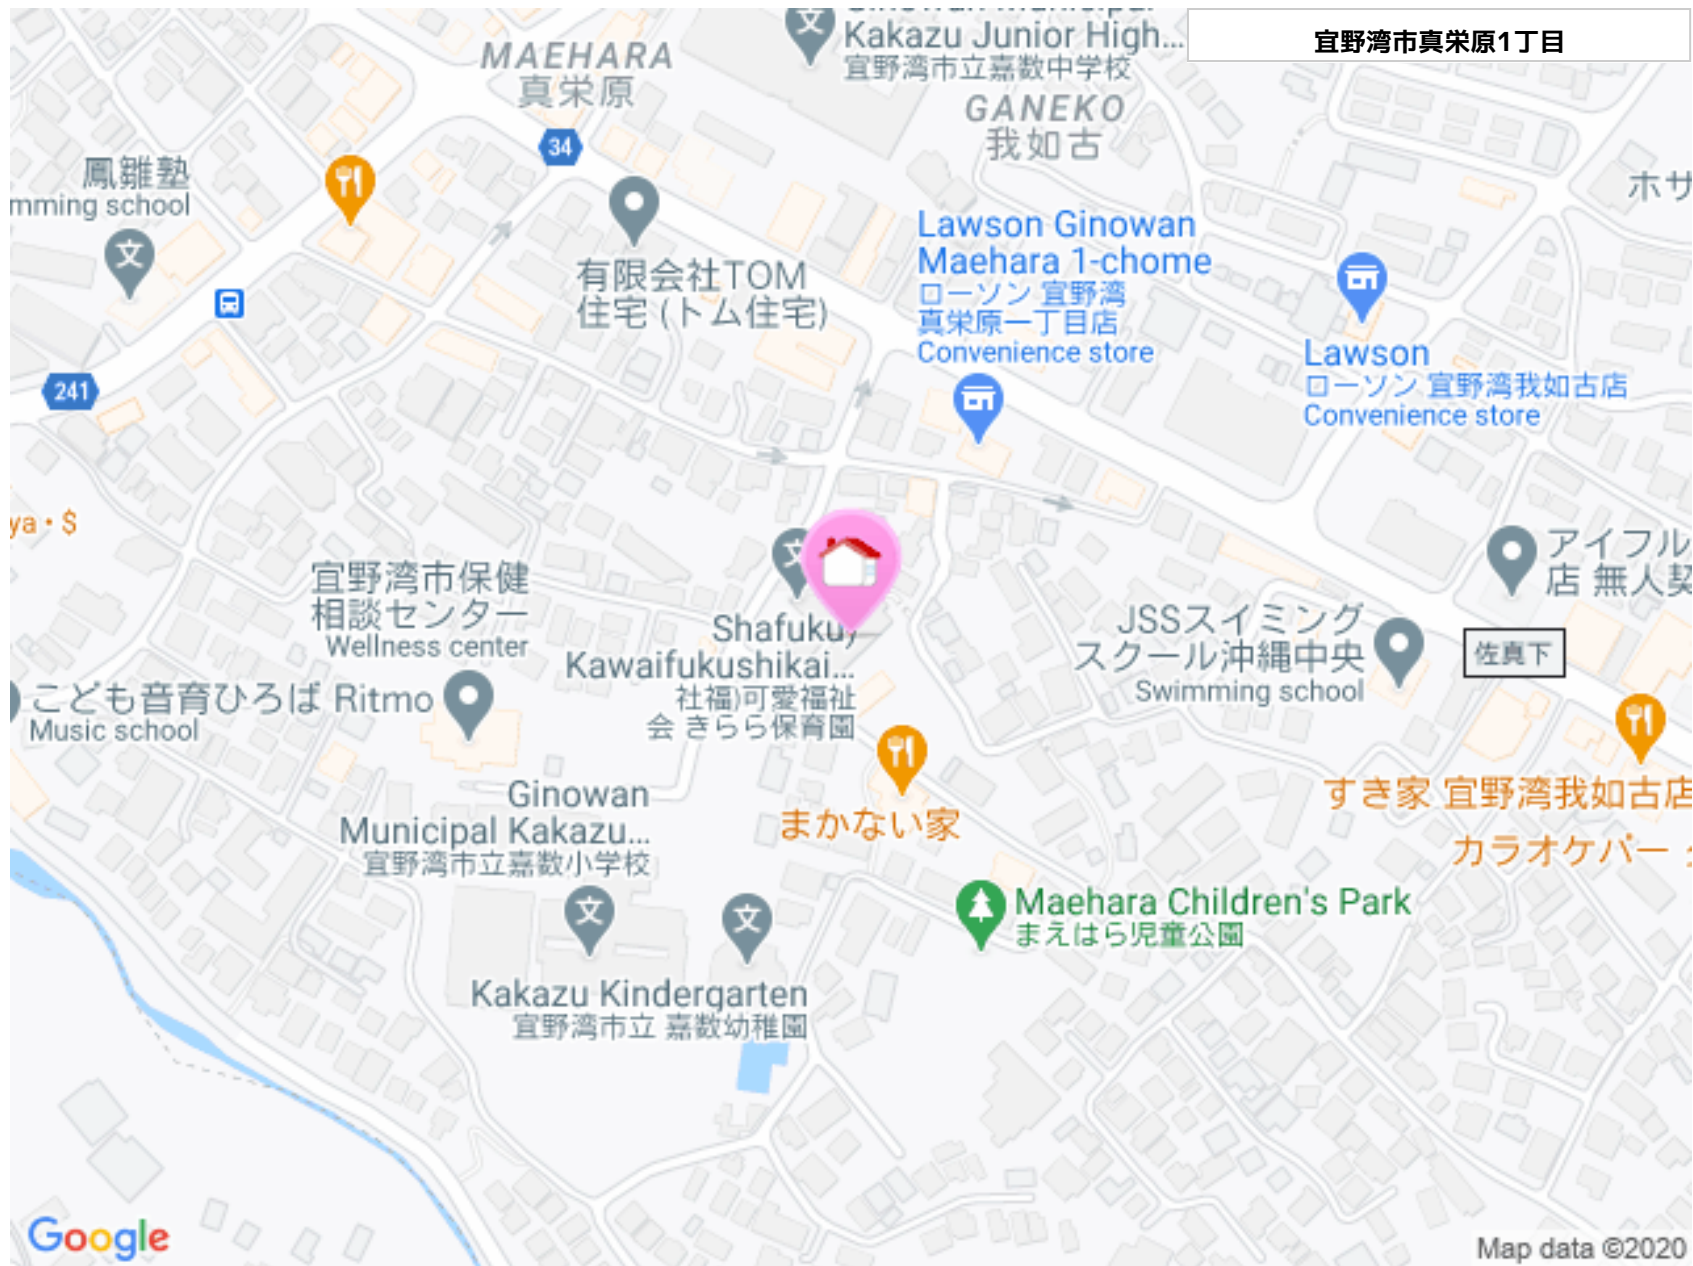 Kakazu Junior High...
宜野湾市立嘉数中学校
宜野湾市真栄原1丁目
MAEHARA
真栄原
GANEKO
我如古
34
鳳雛塾
mming school
ホサ
有限会社TOM
住宅 (トム住宅)
Lawson Ginowan
Maehara 1-chome
ローソン 宜野湾
真栄原一丁目店
Convenience store
Lawson
ローソン 宜野湾我如古店
Convenience store
241
ya・$
宜野湾市保健
相談センター
Wellness center
文
文
Shafuku)
Kawaifukushikai...
社福)可愛福祉
会 きらら保育園
アイフル
店 無人契
JSSスイミング
スクール沖縄中央
Swimming school
佐真下
こども音育ひろば Ritmo
Music school
まかない家
すき家 宜野湾我如古店
カラオケバー
Ginowan
Municipal Kakazu...
宜野湾市立嘉数小学校
文
文
Maehara Children's Park
まえはら児童公園
Kakazu Kindergarten
宜野湾市立 嘉数幼稚園
Google
Map data ©2020